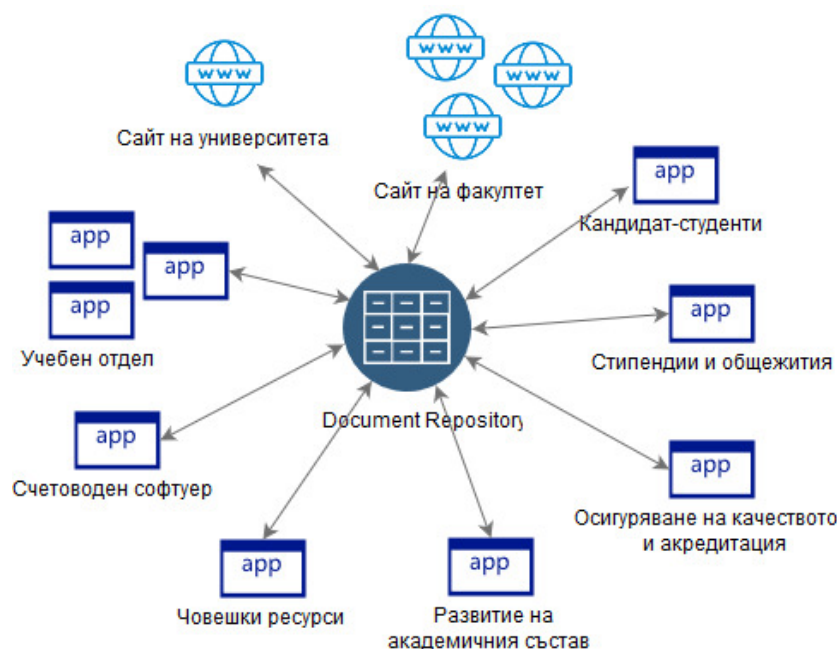 www
www
www
www
Сайт на университета
Сайт на факултет
app
Кандидат-студенти
app
app
app
Учебен отдел
app
Стипендии и общежития
Document Repository
app
Счетоводен софтуер
app
Осигуряване на качеството
и акредитация
app
Човешки ресурси
app
Развитие на
академичния състав